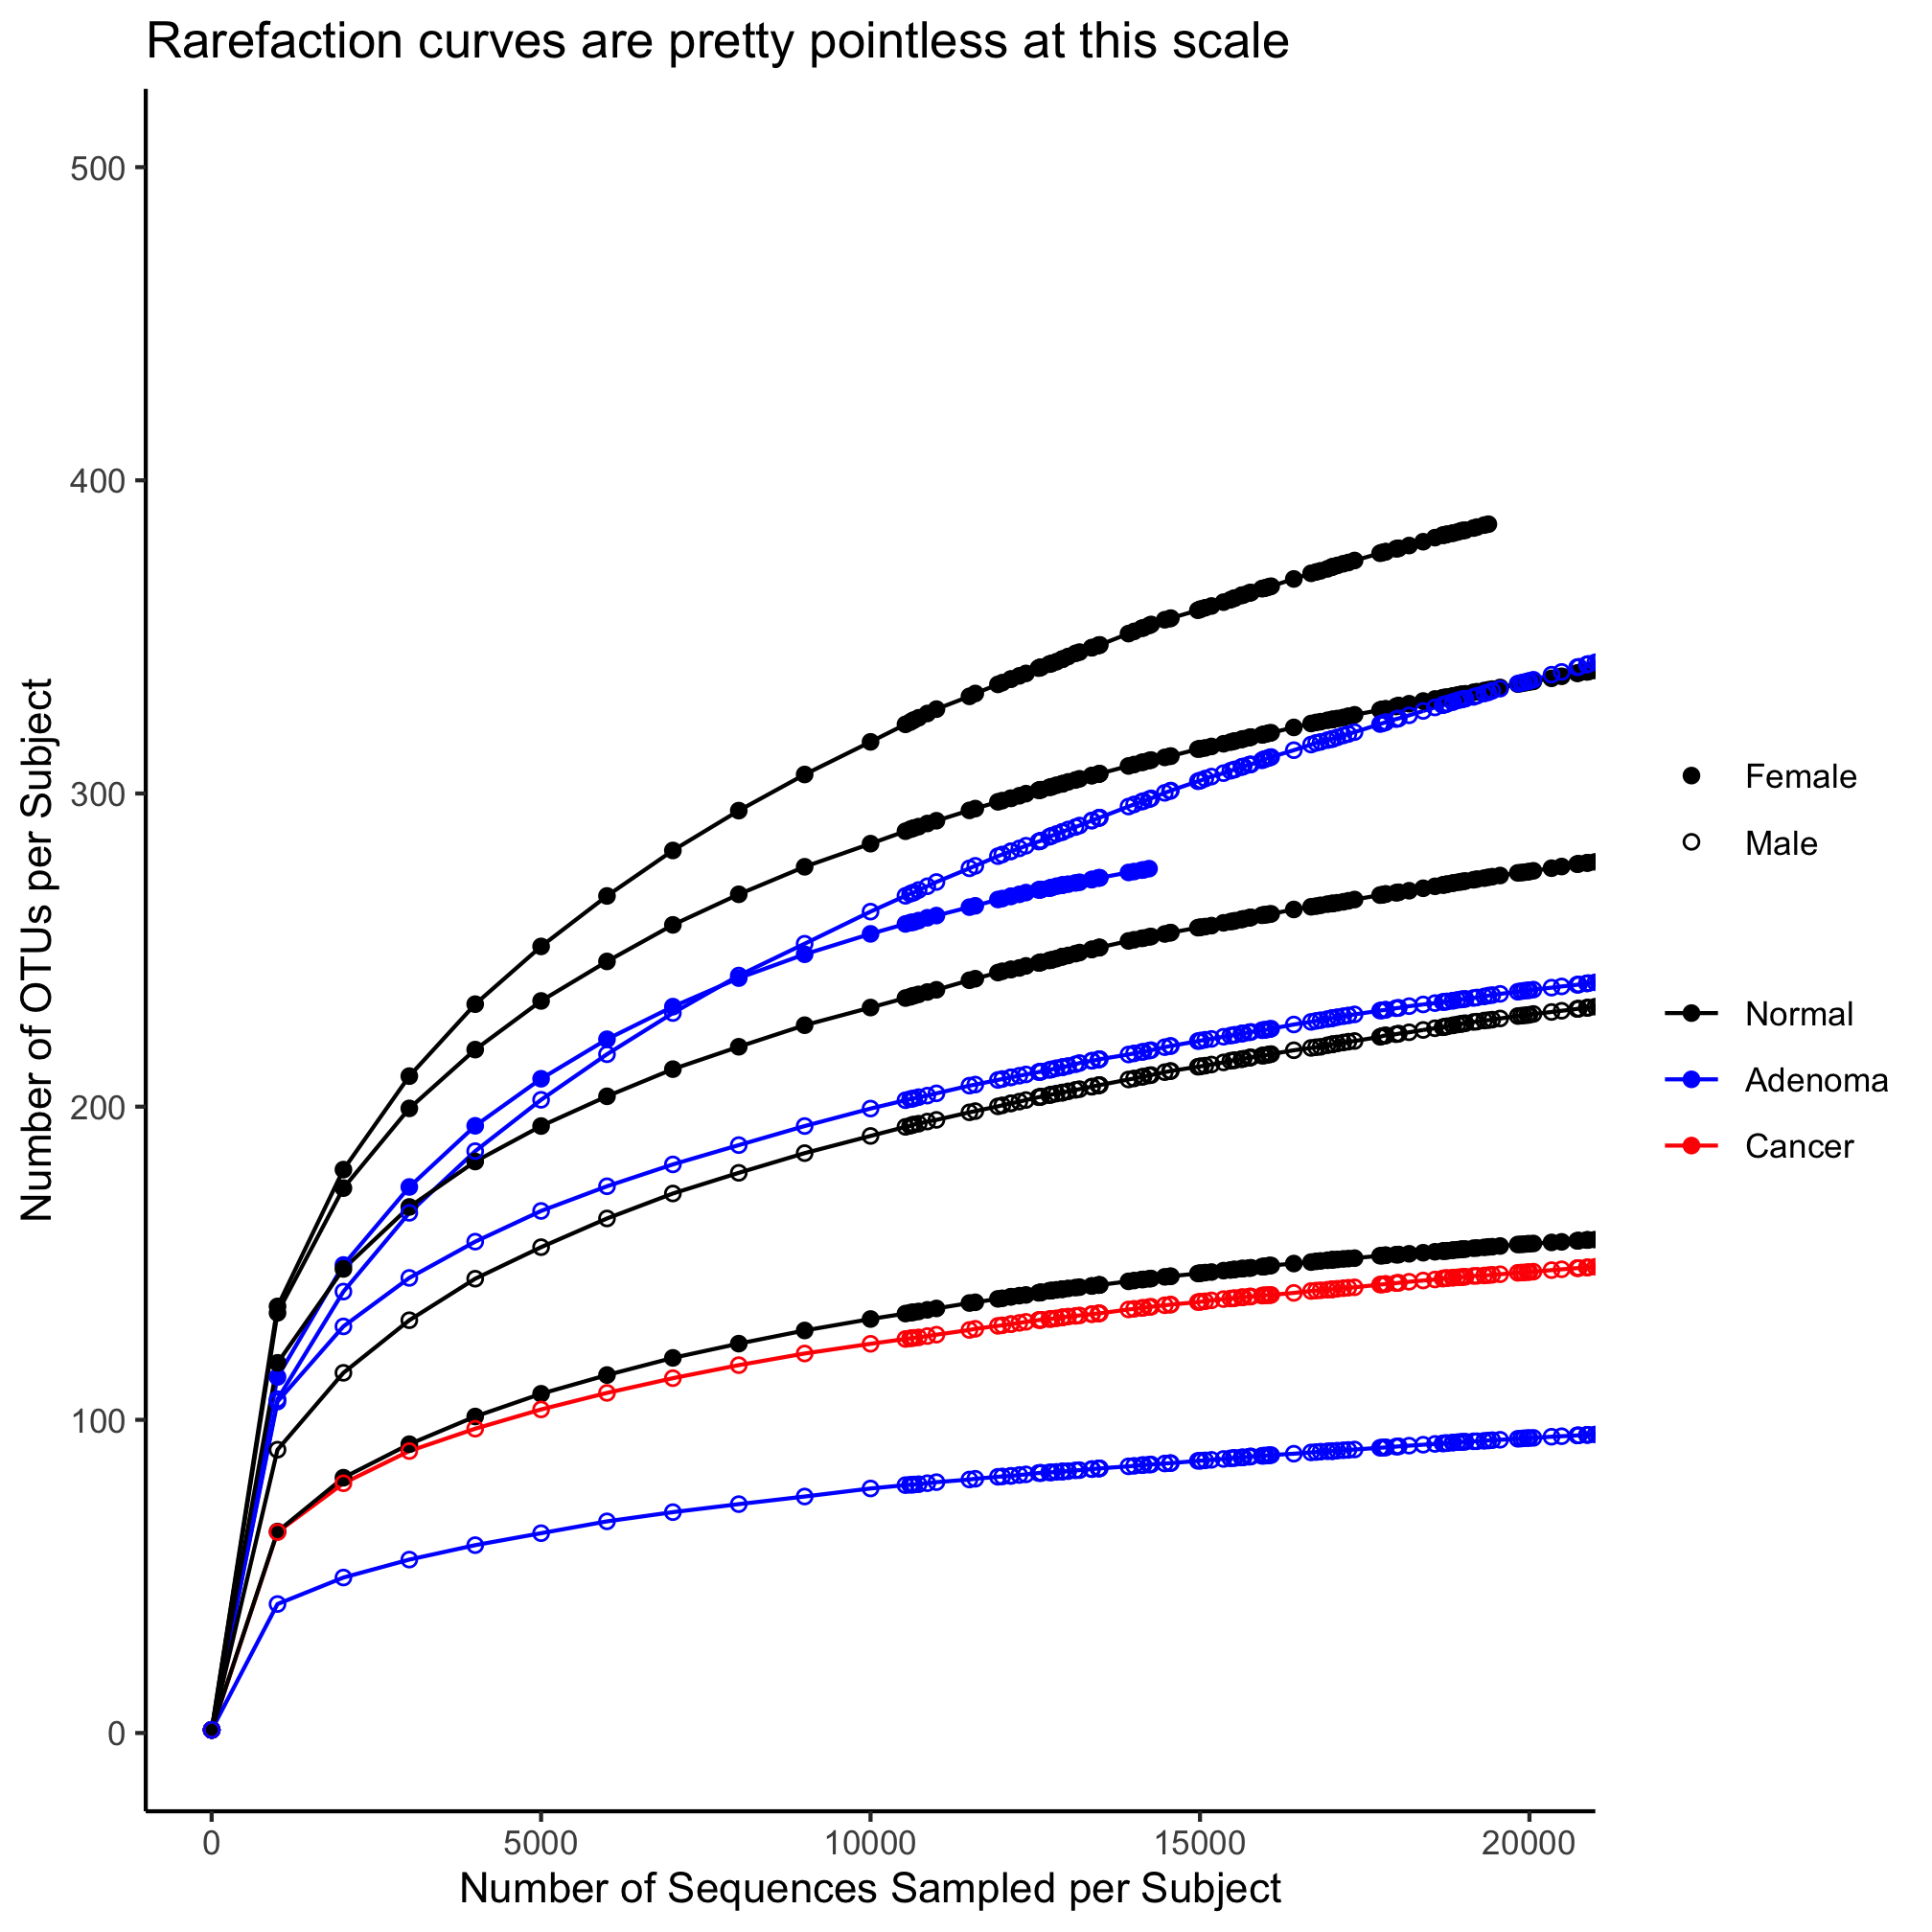 Rarefaction curves are pretty pointless at this scale
Number of OTUs per Subject
500
400
300
200
100
0
0 5000 10000 15000 20000
Number of Sequences Sampled per Subject
Female
Male
Normal
Adenoma
Cancer